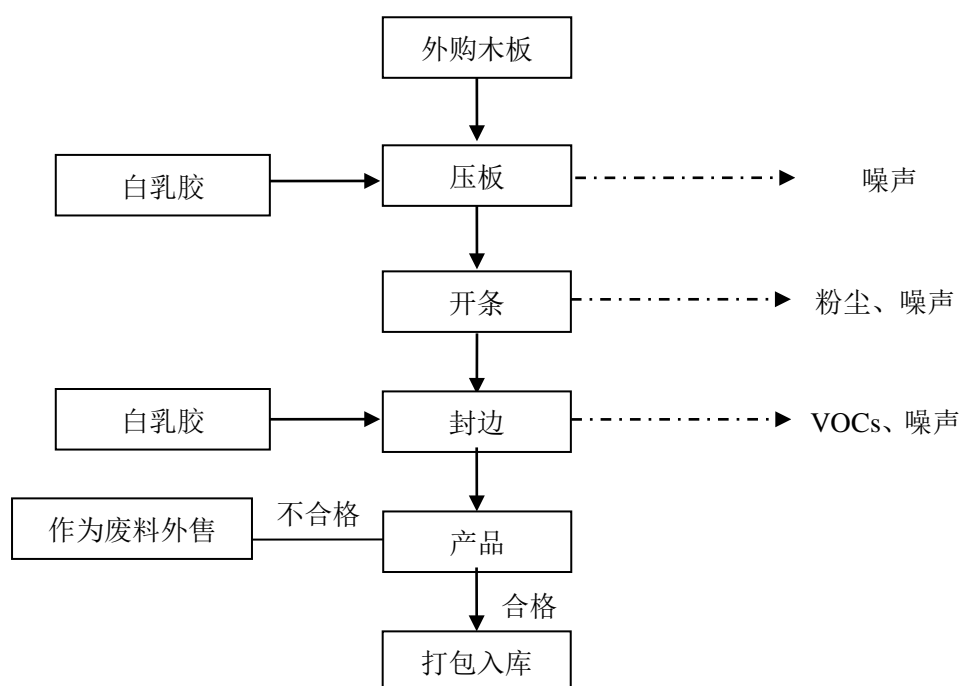 外购木板
白乳胶
压板
噪声
开条
粉尘、噪声
白乳胶
封边
VOCs、噪声
作为废料外售
不合格
产品
合格
打包入库